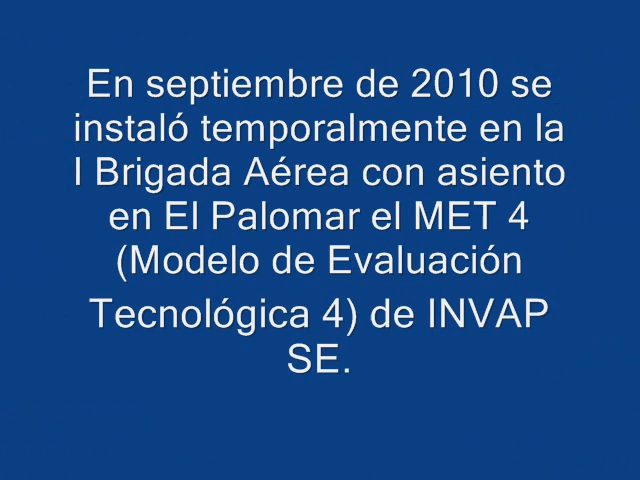 En septiembre de 2010 se
instaló temporalmente en la
I Brigada Aérea con asiento
en El Palomar el MET 4
(Modelo de Evaluación
Tecnológica 4) de INVAP
SE.